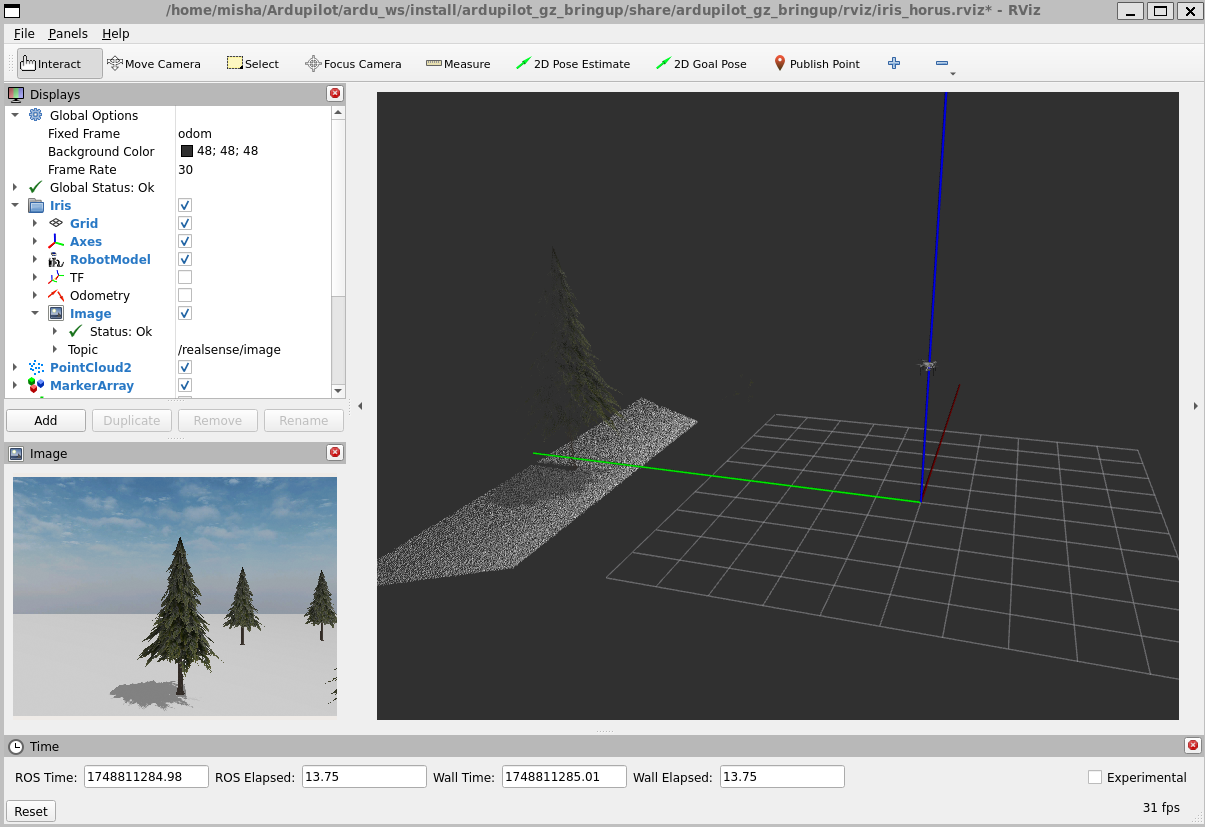 /home/misha/Ardupilot/ardu_ws/install/ardupilot_gz_bringup/share/ardupilot_gz_bringup/rviz/iris_horus.rviz* - RViz
File Panels Help
Interact Move Camera Select Focus Camera Measure 2D Pose Estimate 2D Goal Pose Publish Point
Displays
Global Options
Fixed Frame odom
Background Color 48; 48; 48
Frame Rate 30
Global Status: Ok
Iris
Grid
Axes
RobotModel
TF
Odometry
Image
Status: Ok
Topic /realsense/image
PointCloud2
MarkerArray
Add Duplicate Remove Rename
Image
Time
ROS Time: 1748811284.98 ROS Elapsed: 13.75 Wall Time: 1748811285.01 Wall Elapsed: 13.75 Experimental
Reset 31 fps